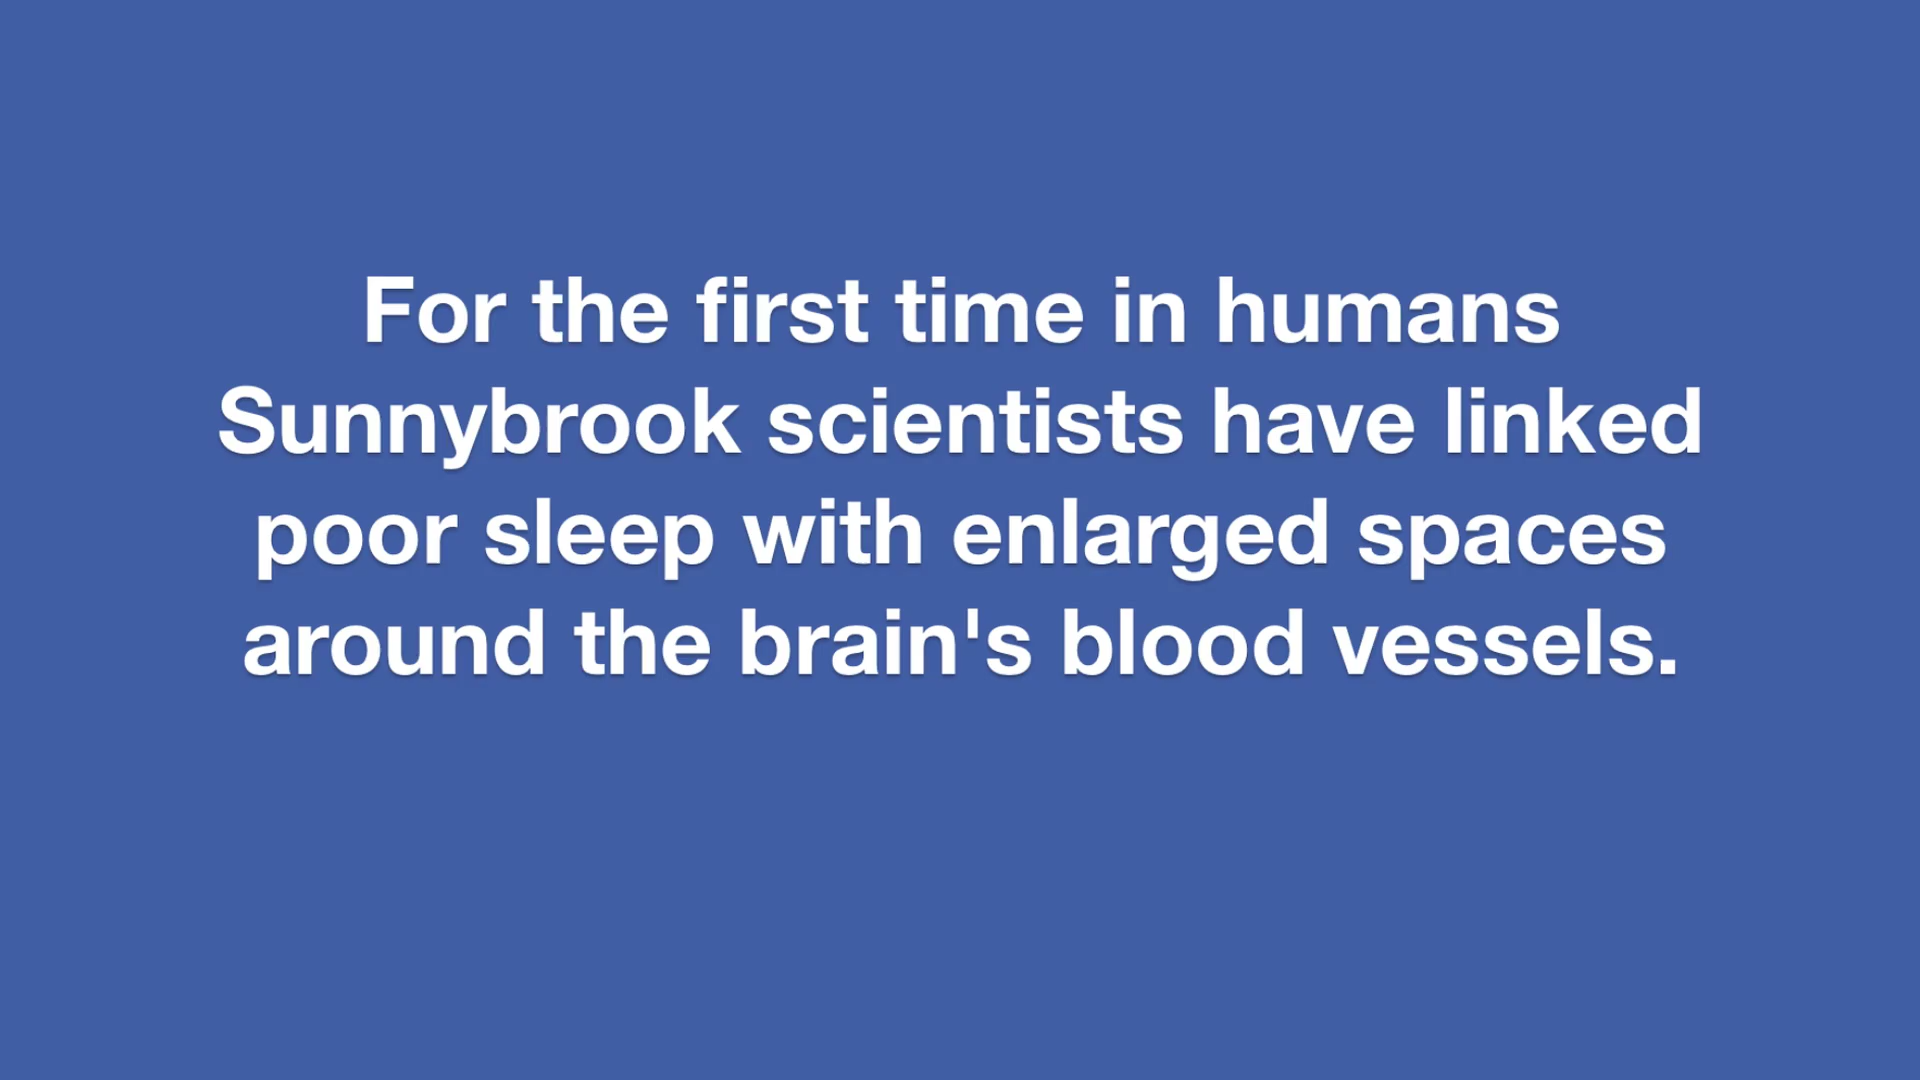 For the first time in humans
Sunnybrook scientists have linked
poor sleep with enlarged spaces
around the brain's blood vessels.